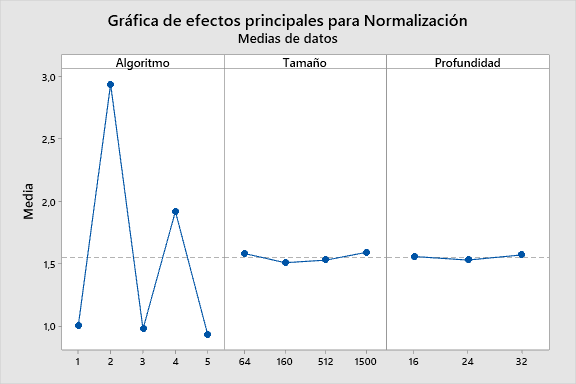 Gráfica de efectos principales para Normalización
Medias de datos
Algoritmo Tamaño Profundidad
3,0
2,5
2,0
1,5
1,0
Media
1 2 3 4 5 64 160 512 1500 16 24 32